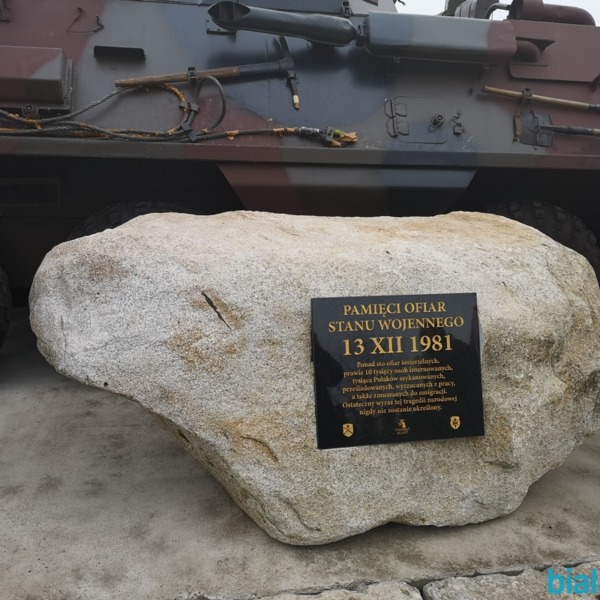 PAMIĘCI OFIAR
STANU WOJENNEGO
13 XII 1981
Ponad sto ofiar śmiertelnych,
prawie 10 tysięcy osób internowanych,
tysiące Polaków szykanowanych,
prześladowanych, wyrzucanych z pracy,
a także zmuszanych do emigracji.
Ostateczny wyraz tej tragedii narodowej
nigdy nie zostanie określony.
bial